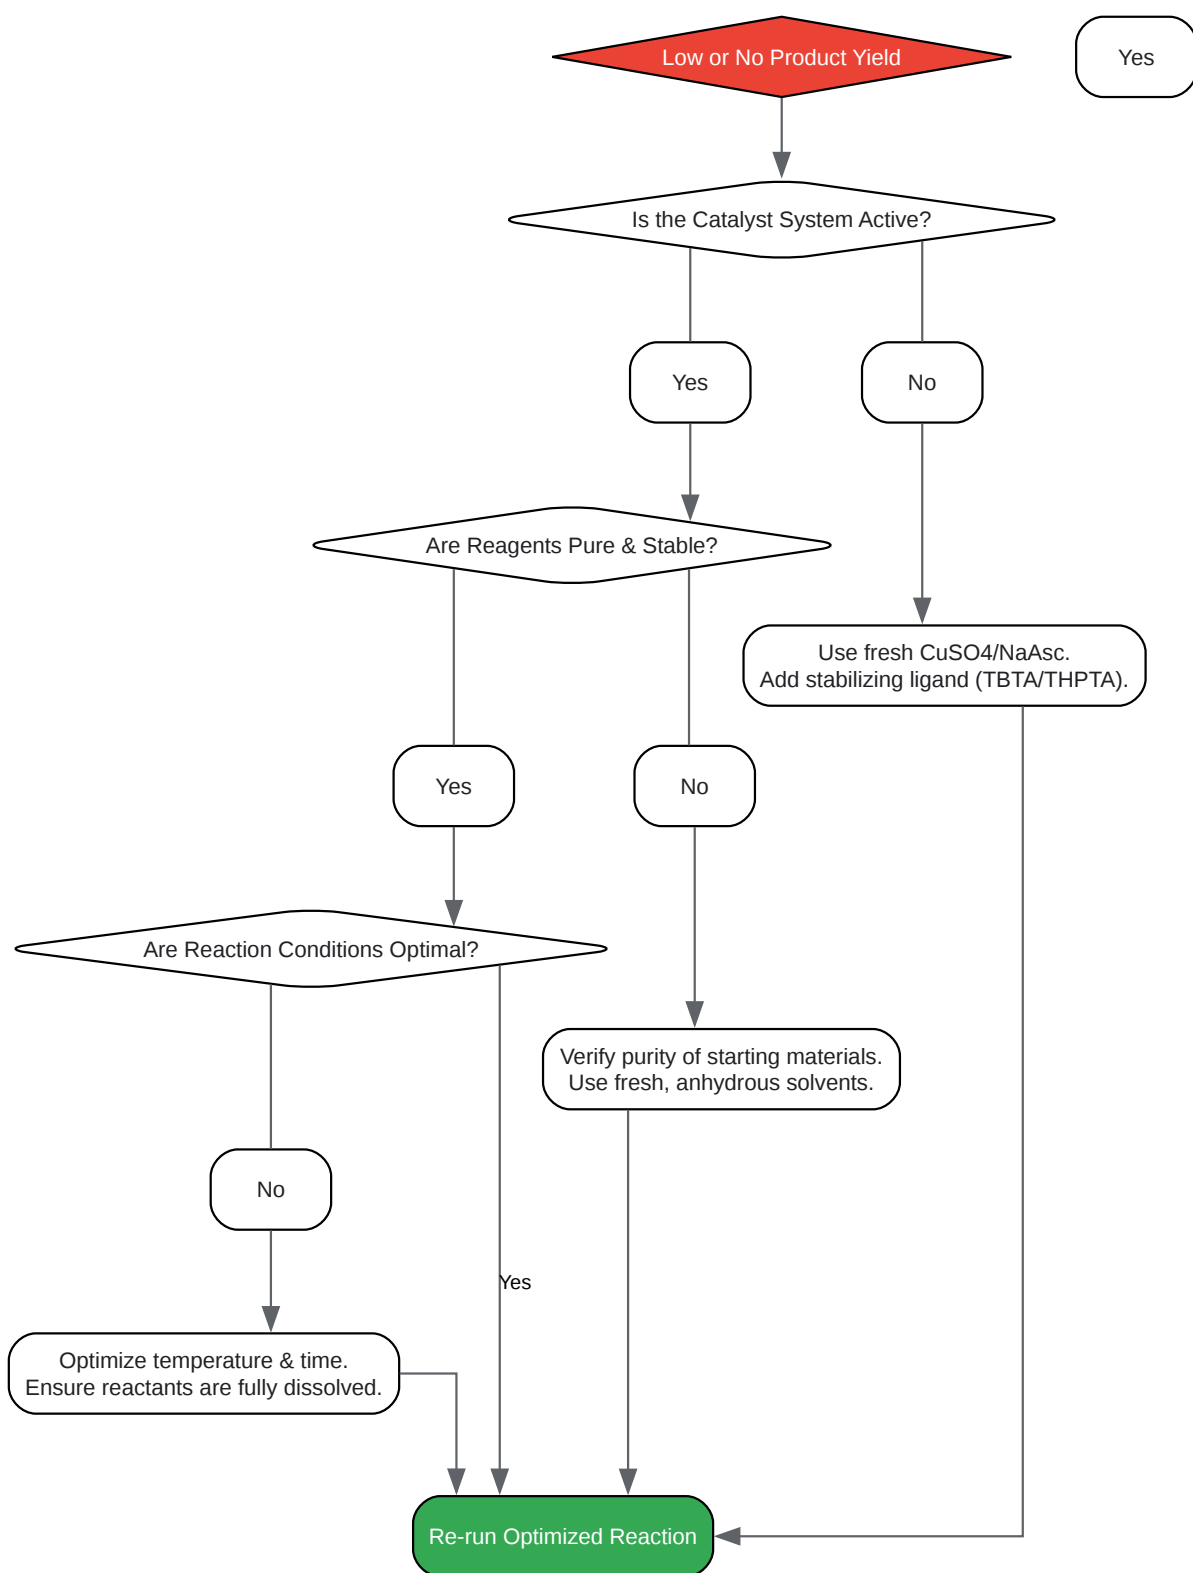 Low or No Product Yield
Yes
Is the Catalyst System Active?
Yes
No
Are Reagents Pure & Stable?
Use fresh CuSO4/NaAsc.
Add stabilizing ligand (TBTA/THPTA).
Yes
No
Are Reaction Conditions Optimal?
Verify purity of starting materials.
Use fresh, anhydrous solvents.
No
Yes
Optimize temperature & time.
Ensure reactants are fully dissolved.
Re-run Optimized Reaction